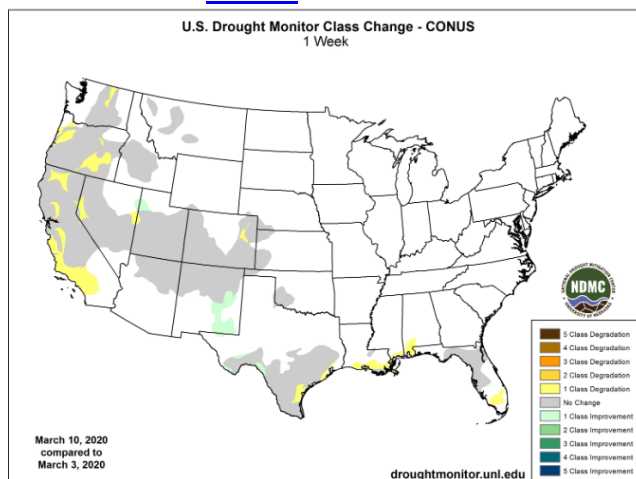 U.S. Drought Monitor Class Change - CONUS
1 Week
NDMC
5 Class Degradation
4 Class Degradation
3 Class Degradation
2 Class Degradation
1 Class Degradation
No Change
1 Class Improvement
2 Class Improvement
3 Class Improvement
4 Class Improvement
5 Class Improvement
March 10, 2020
compared to
March 3, 2020
droughtmonitor.unl.edu